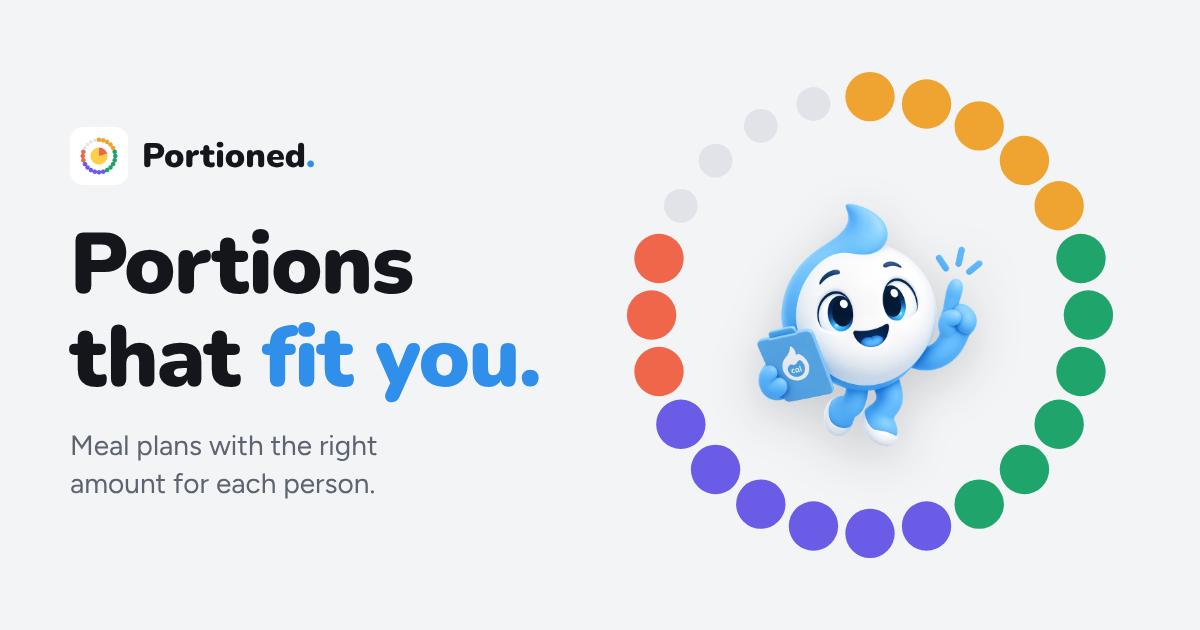 Portioned.
Portions
that fit you.
Meal plans with the right
amount for each person.
cal